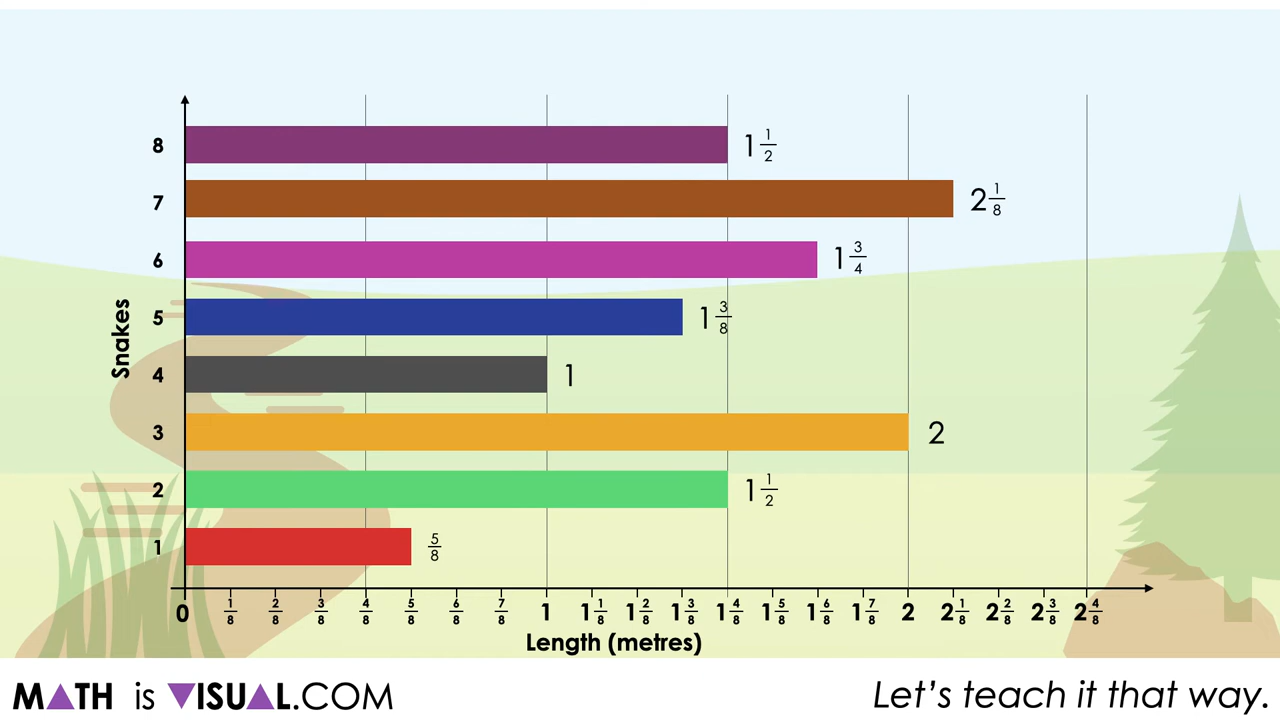 8 1 1/2
7 2 1/8
6 1 3/4
5 1 3/8
Snakes
4 1
3 2
2 1 1/2
1 5/8
0 1/8 2/8 3/8 4/8 5/8 6/8 7/8 1 1 1/8 1 2/8 1 3/8 1 4/8 1 5/8 1 6/8 1 7/8 2 2 1/8 2 2/8 2 3/8 2 4/8
Length (metres)
MATH is VISUAL.COM
Let's teach it that way.